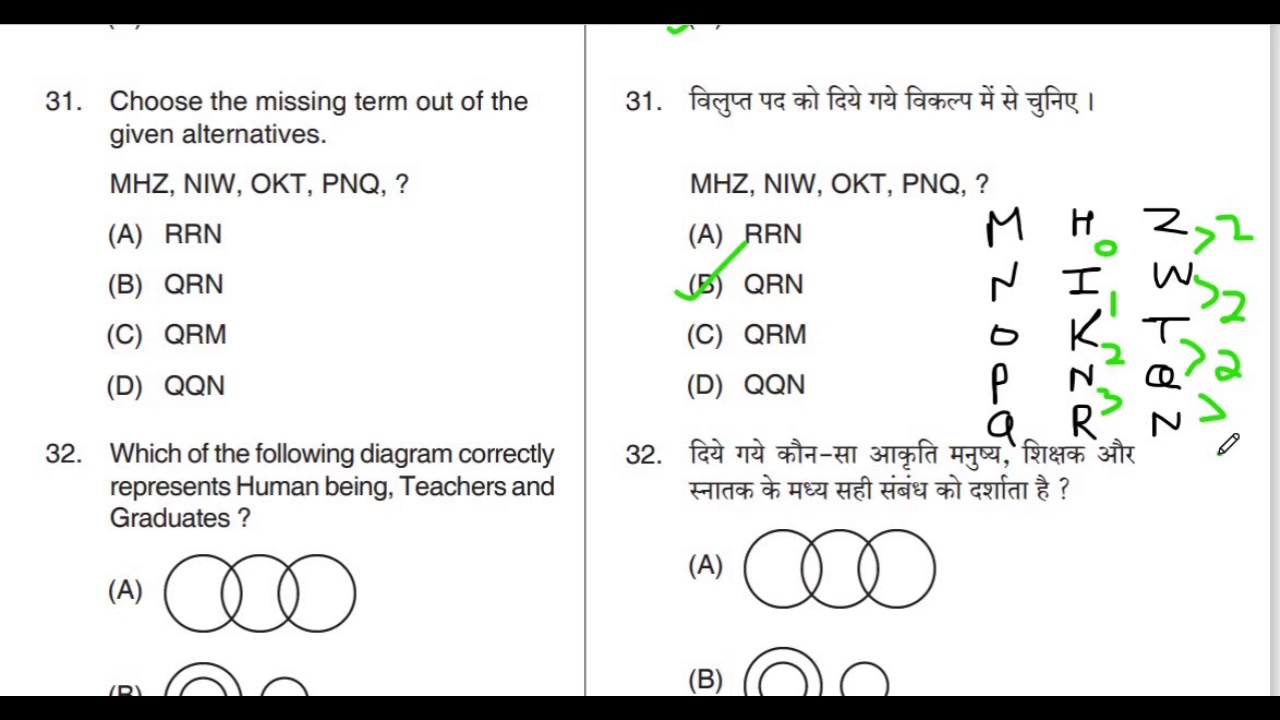 31. Choose the missing term out of the
given alternatives.
MHZ, NIW, OKT, PNQ, ?
(A) RRN
(B) QRN
(C) QRM
(D) QQN
32. Which of the following diagram correctly
represents Human being, Teachers and
Graduates ?
(A)
(B)
31. विलुप्त पद को दिये गये विकल्प में से चुनिए ।
MHZ, NIW, OKT, PNQ, ?
(A) RRN
(B) QRN
(C) QRM
(D) QQN
M H Z >2
0
N I W >2
1
O K T >2
2
P N Q >
3
Q R N
32. दिये गये कौन-सा आकृति मनुष्य, शिक्षक और
स्नातक के मध्य सही संबंध को दर्शाता है ?
(A)
(B)